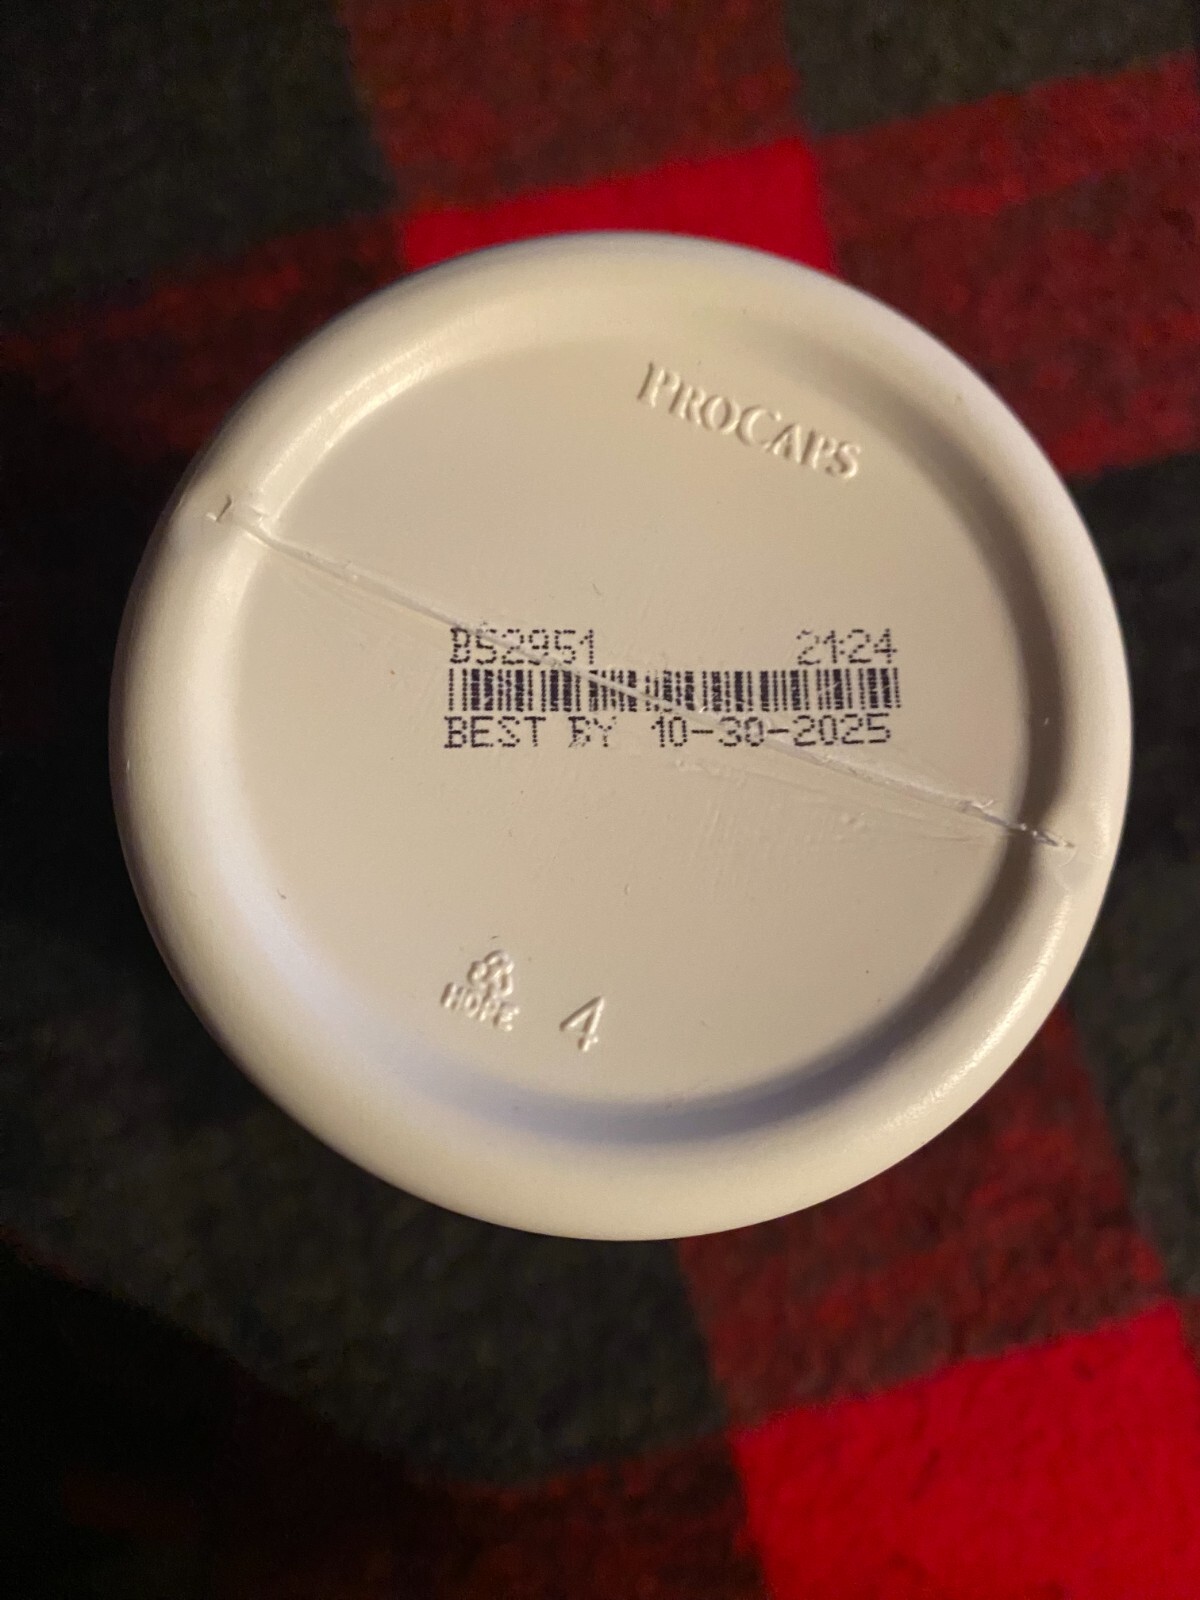 PROCAPS
B52951 21:24
BEST BY 10-30-2025
HDPE 4